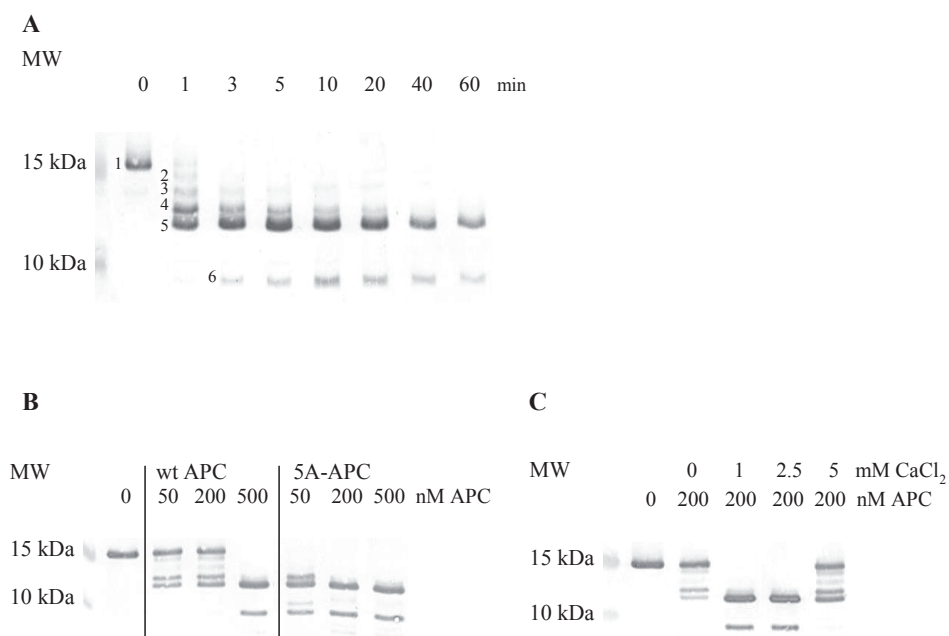 A
MW
0 1 3 5 10 20 40 60 min
15 kDa 1
2
3
4
5
10 kDa
6
B
MW wt APC 5A-APC
0 50 200 500 50 200 500 nM APC
15 kDa
10 kDa
C
MW 0 1 2.5 5 mM CaCl₂
0 200 200 200 200 nM APC
15 kDa
10 kDa